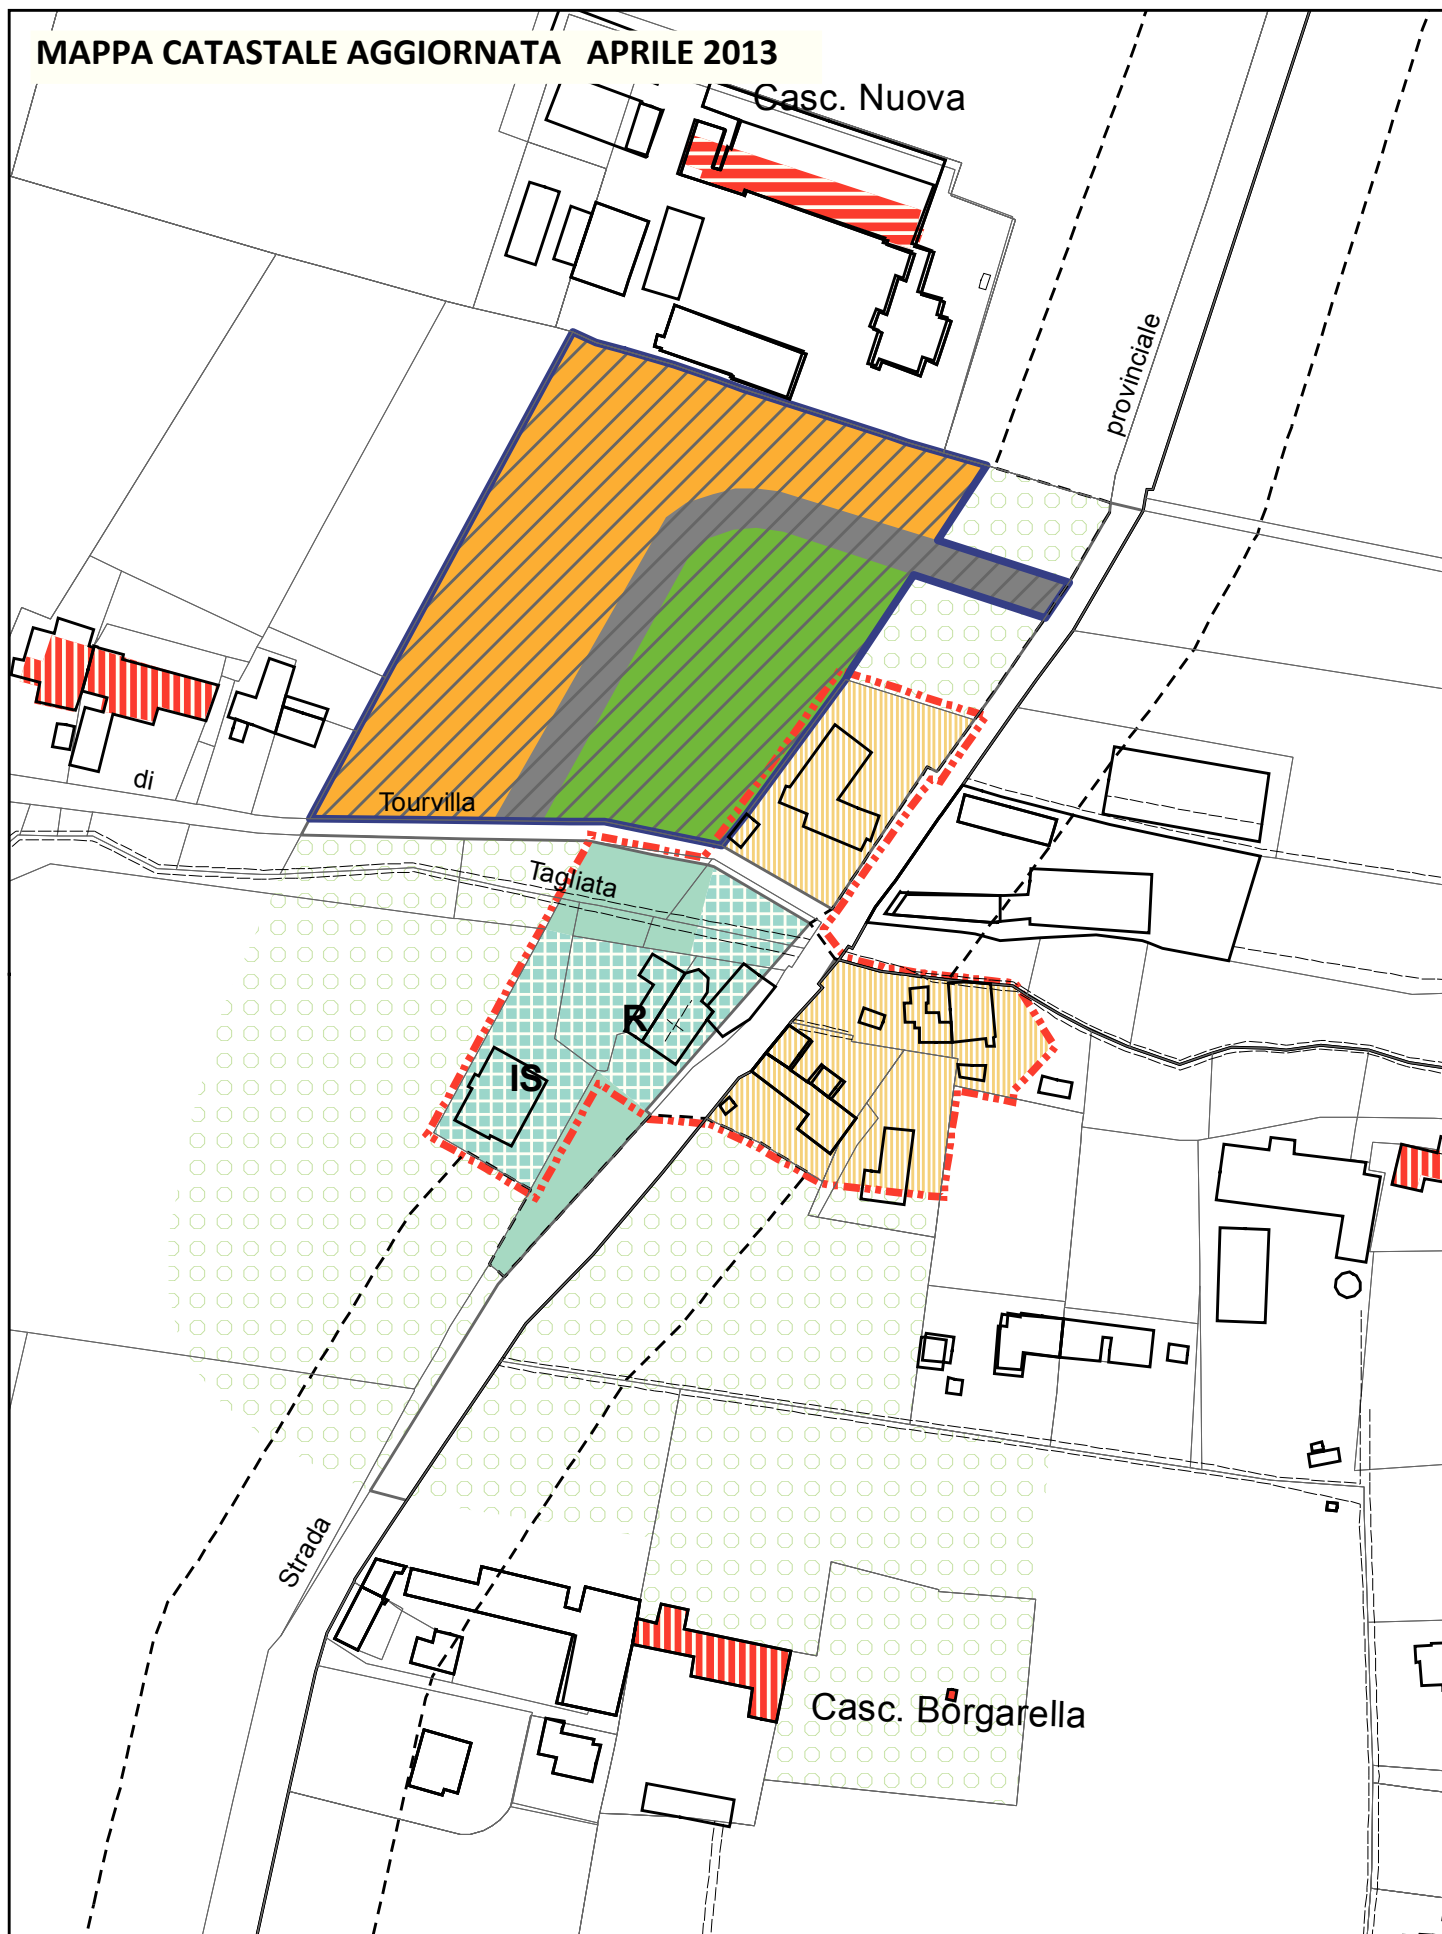 MAPPA CATASTALE AGGIORNATA APRILE 2013
Casc. Nuova
provinciale
di
Tourvilla
Tagliata
R
IS
Strada
Casc. Borgarella